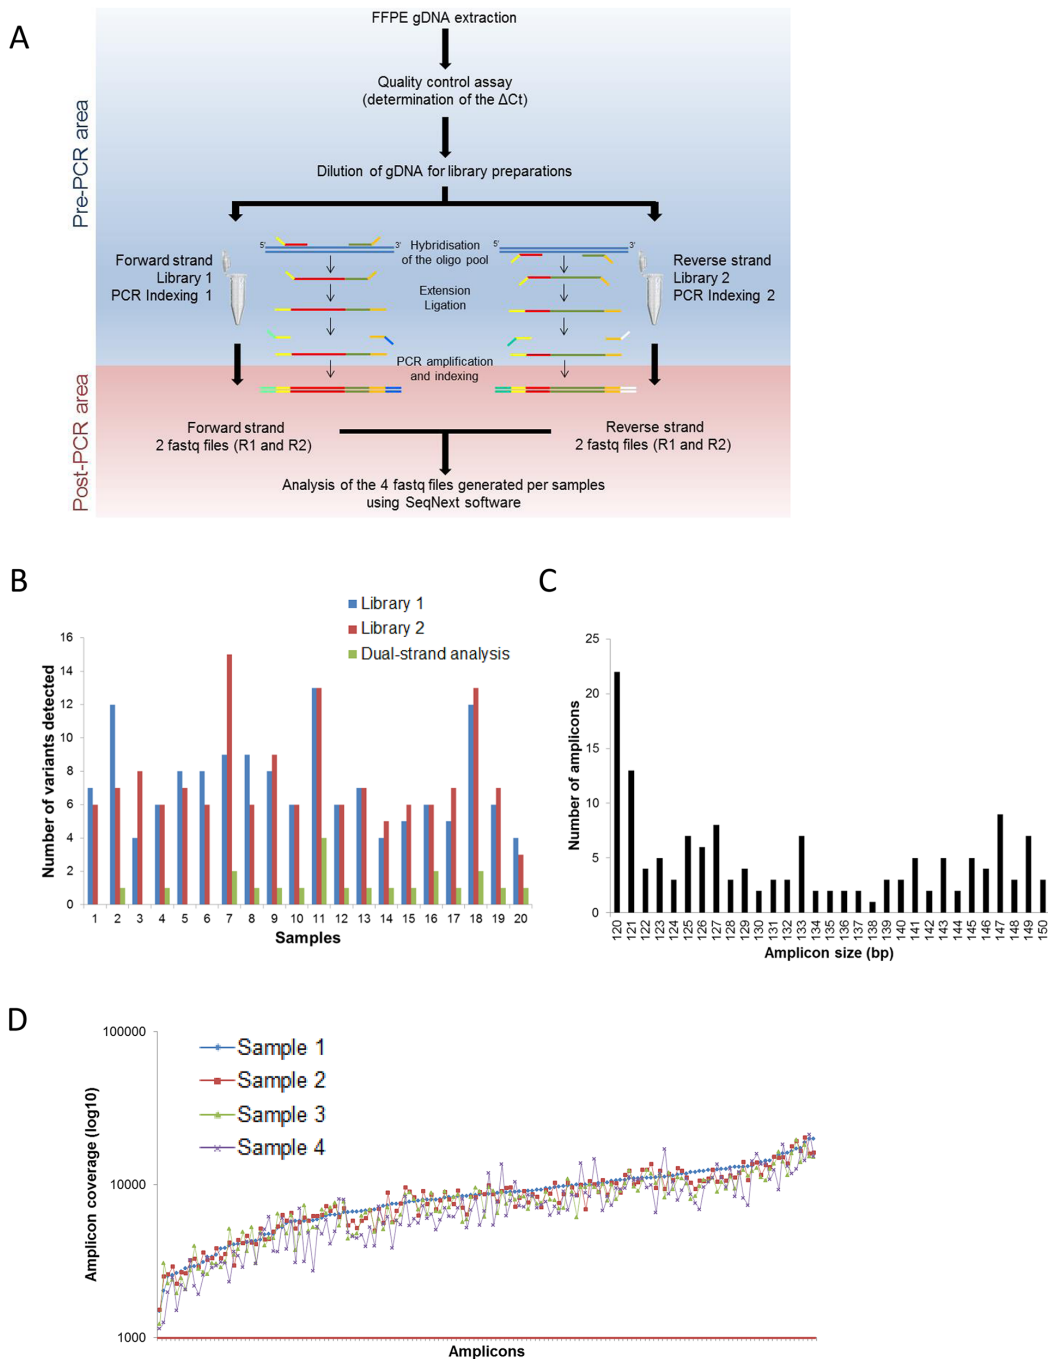 A
FFPE gDNA extraction
Quality control assay
(determination of the ΔCt)
Dilution of gDNA for library preparations
Pre-PCR area
5' 3'
5' 3'
Hybridisation
of the oligo pool
Forward strand
Library 1
PCR Indexing 1
Reverse strand
Library 2
PCR Indexing 2
Extension
Ligation
PCR amplification
and indexing
Post-PCR area
Forward strand
2 fastq files (R1 and R2)
Reverse strand
2 fastq files (R1 and R2)
Analysis of the 4 fastq files generated per samples
using SeqNext software
B
Library 1
Library 2
Dual-strand analysis
Number of variants detected
16
14
12
10
8
6
4
2
0
1 2 3 4 5 6 7 8 9 10 11 12 13 14 15 16 17 18 19 20
Samples
C
Number of amplicons
25
20
15
10
5
0
120 121 122 123 124 125 126 127 128 129 130 131 132 133 134 135 136 137 138 139 140 141 142 143 144 145 146 147 148 149 150
Amplicon size (bp)
D
Sample 1
Sample 2
Sample 3
Sample 4
Amplicon coverage (log10)
100000
10000
1000
Amplicons